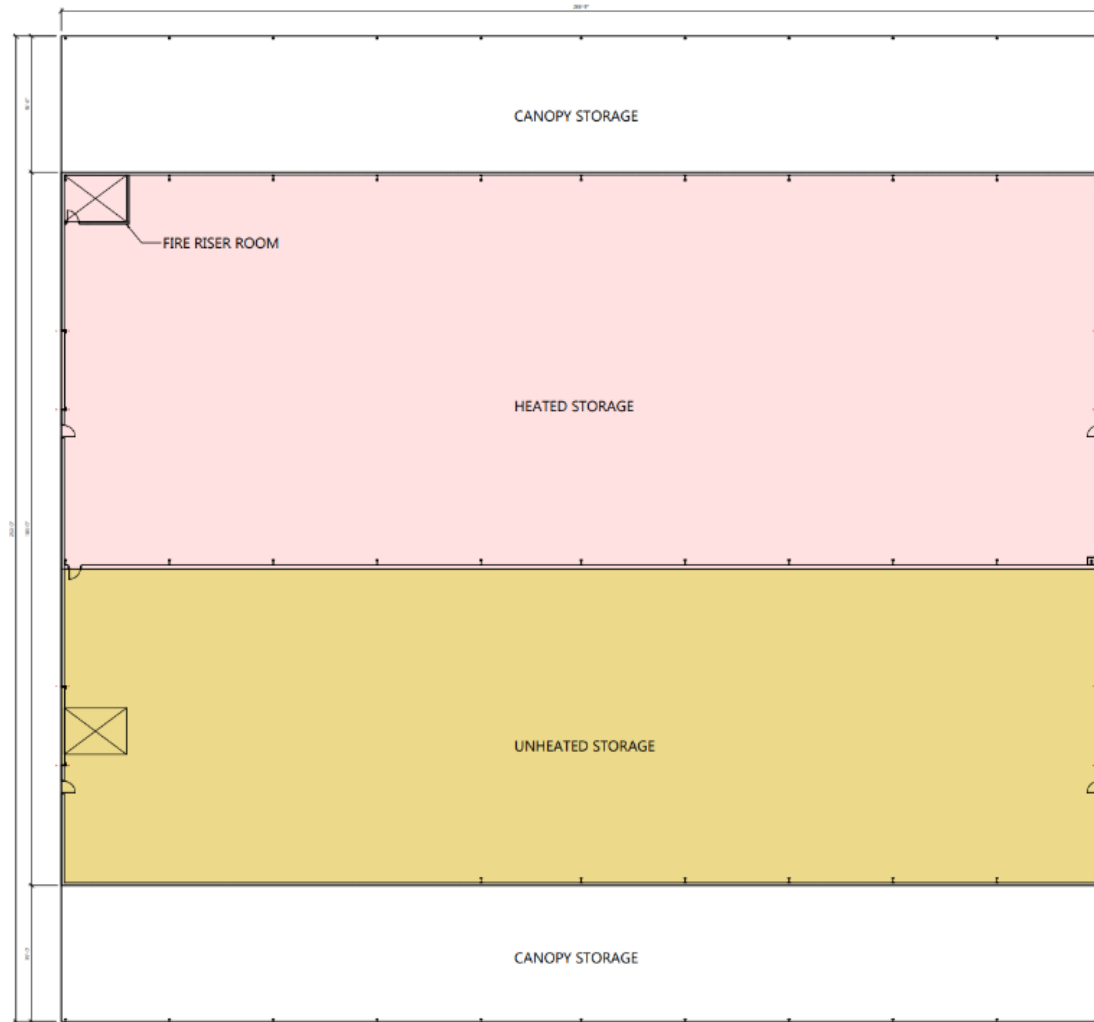 CANOPY STORAGE
FIRE RISER ROOM
HEATED STORAGE
UNHEATED STORAGE
CANOPY STORAGE